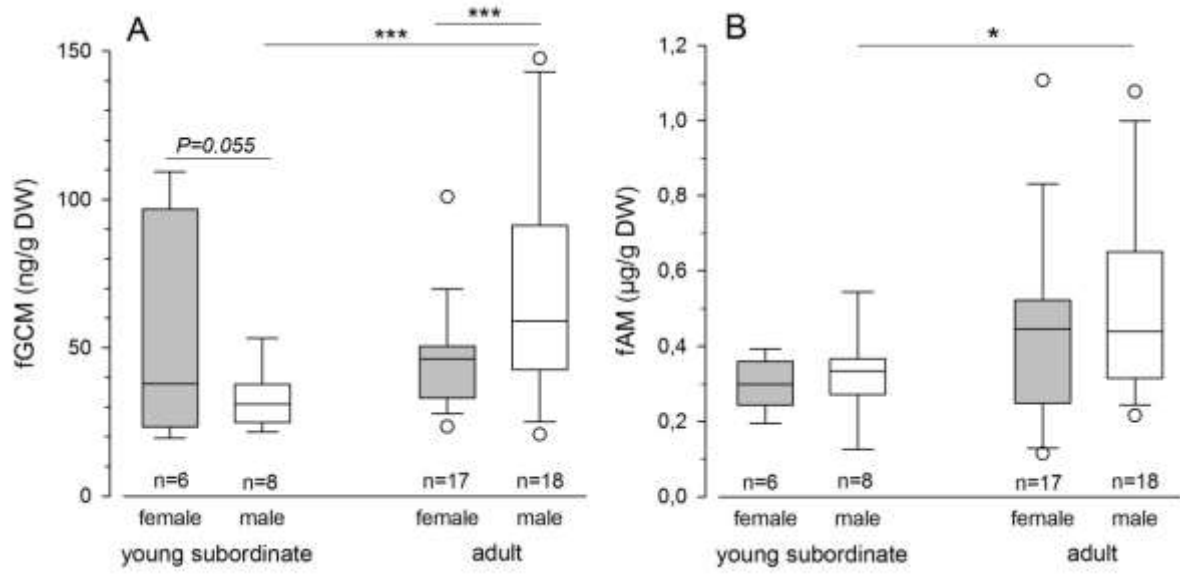 A
***
***
150
100
50
0
fGCM (ng/g DW)
P=0.055
n=6
n=8
n=17
n=18
female
male
female
male
young subordinate
adult
B
*
1,2
1,0
0,8
0,6
0,4
0,2
0,0
fAM (µg/g DW)
n=6
n=8
n=17
n=18
female
male
female
male
young subordinate
adult